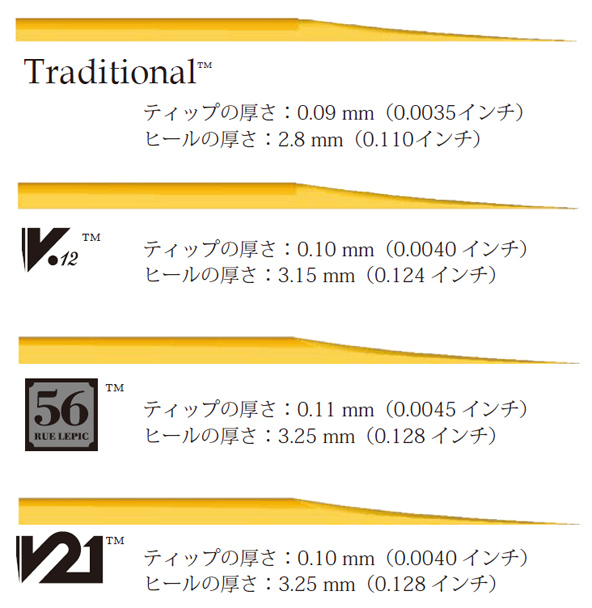 Traditional™
ティップの厚さ：0.09 mm（0.0035インチ）
ヒールの厚さ：2.8 mm（0.110インチ）
V.12 ™
ティップの厚さ：0.10 mm（0.0040 インチ）
ヒールの厚さ：3.15 mm（0.124 インチ）
56 ™
RUE LEPIC
ティップの厚さ：0.11 mm（0.0045 インチ）
ヒールの厚さ：3.25 mm（0.128 インチ）
V21 ™
ティップの厚さ：0.10 mm（0.0040 インチ）
ヒールの厚さ：3.25 mm（0.128 インチ）